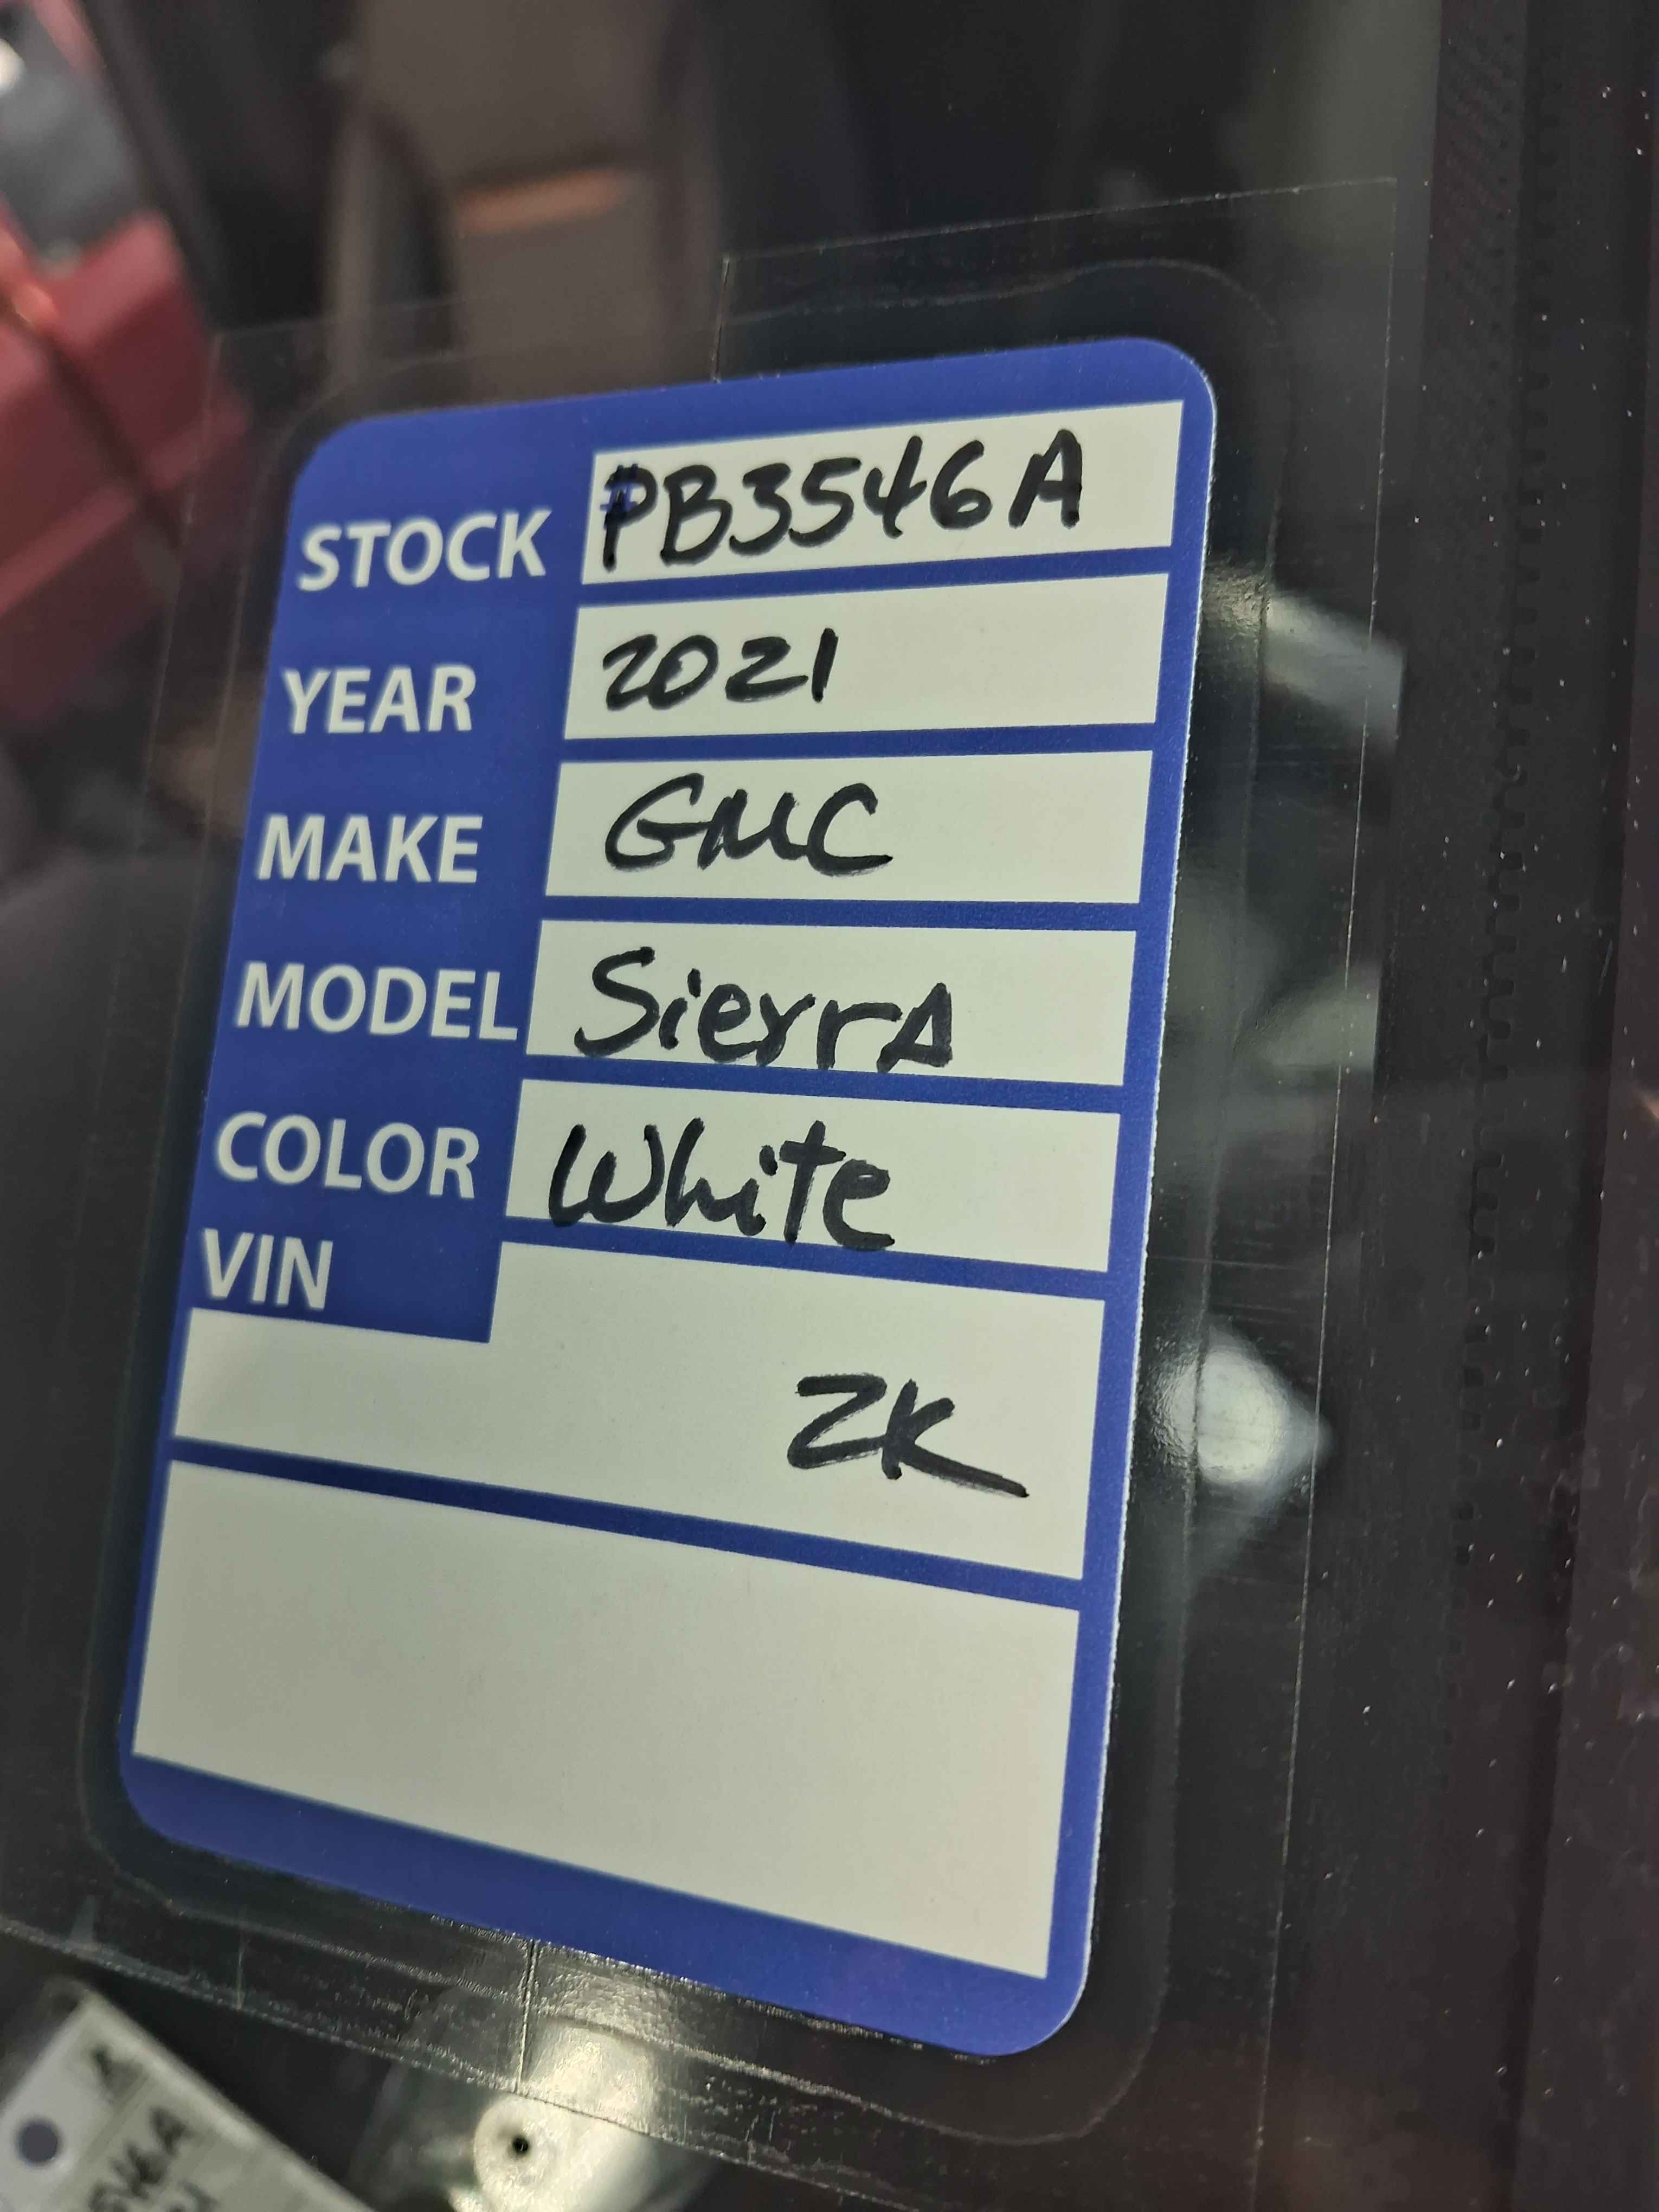 STOCK #PB3546A
YEAR 2021
MAKE GMC
MODEL SierrA
COLOR White
VIN
ZK